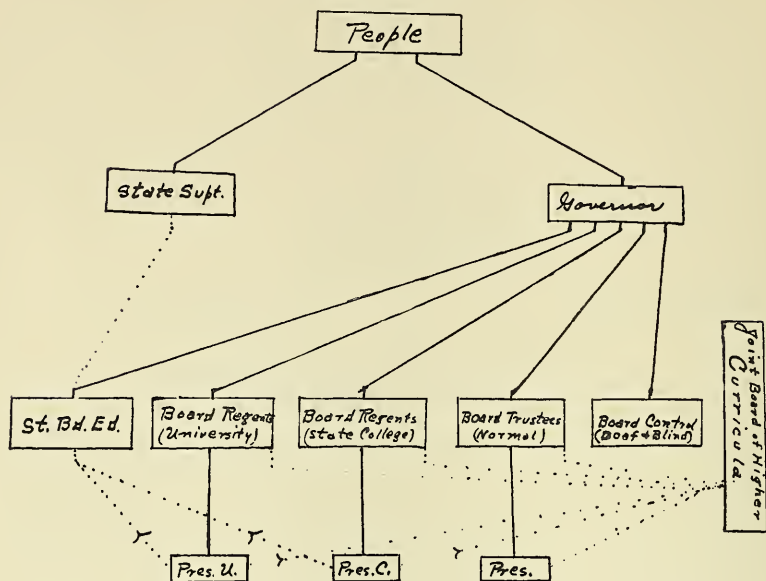 People
State Supt.
Governor
St. Bd. Ed.
Board Regents
(University)
Board Regents
(State College)
Board Trustees
(Normal)
Board Control
(Deaf & Blind)
Joint Board of Higher
Curricula
Pres. U.
Pres. C.
Pres.